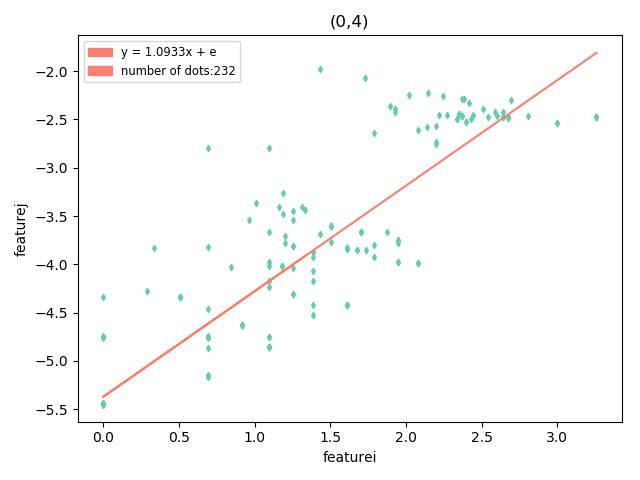 (0,4)
y = 1.0933x + e
number of dots:232
−2.0
−2.5
−3.0
−3.5
−4.0
−4.5
−5.0
−5.5
featurej
0.0 0.5 1.0 1.5 2.0 2.5 3.0
featurei